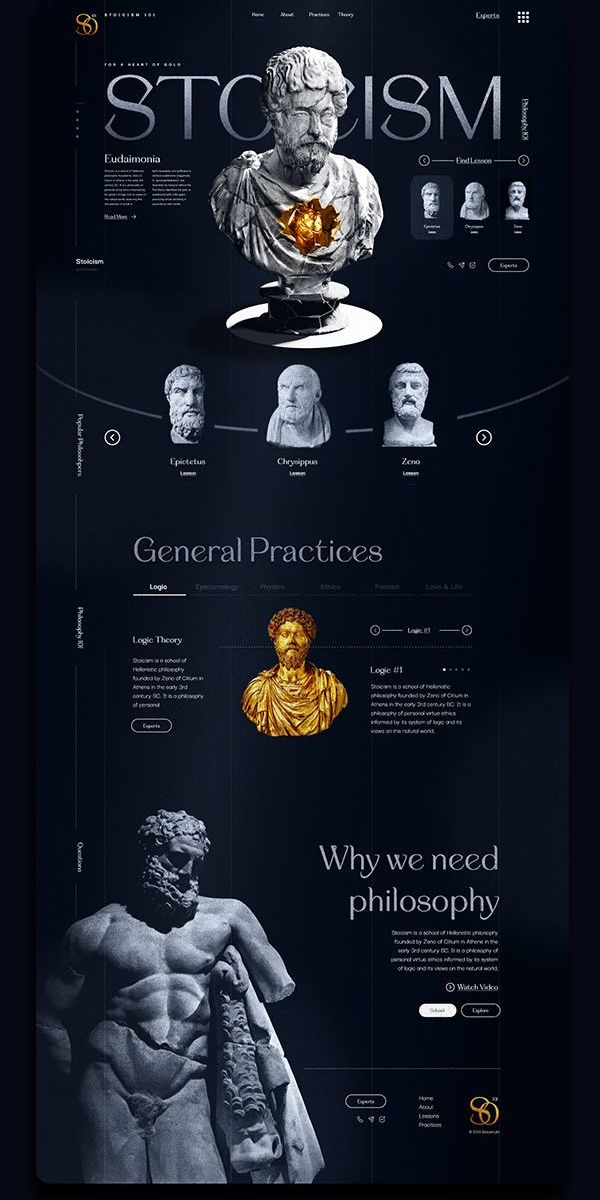 STOICISM 101
Home About Practices Theory
Experts
FOR A HEART OF GOLD
STOICISM
Philosophy 101
Eudaimonia
Read More
Find Lesson
Epictetus
Chrysippus
Zeno
Stoicism
Experts
Popular Philosophers
Epictetus
Lesson
Chrysippus
Lesson
Zeno
Lesson
General Practices
Logic Epistemology Physics Ethics Passion Love & Life
Philosophy 101
Logic Theory
Stoicism is a school of
Hellenistic philosophy
founded by Zeno of Citium in
Athens in the early 3rd
century BC. It is a philosophy
of personal
Experts
Logic #1
Logic #1
Stoicism is a school of Hellenistic
philosophy founded by Zeno of Citium in
Athens in the early 3rd century BC. It is a
philosophy of personal virtue ethics
informed by its system of logic and its
views on the natural world.
Questions
Why we need
philosophy
Stoicism is a school of Hellenistic philosophy
founded by Zeno of Citium in Athens in the
early 3rd century BC. It is a philosophy of
personal virtue ethics informed by its system
of logic and its views on the natural world.
Watch Video
School
Explore
Experts
Home
About
Lessons
Practices